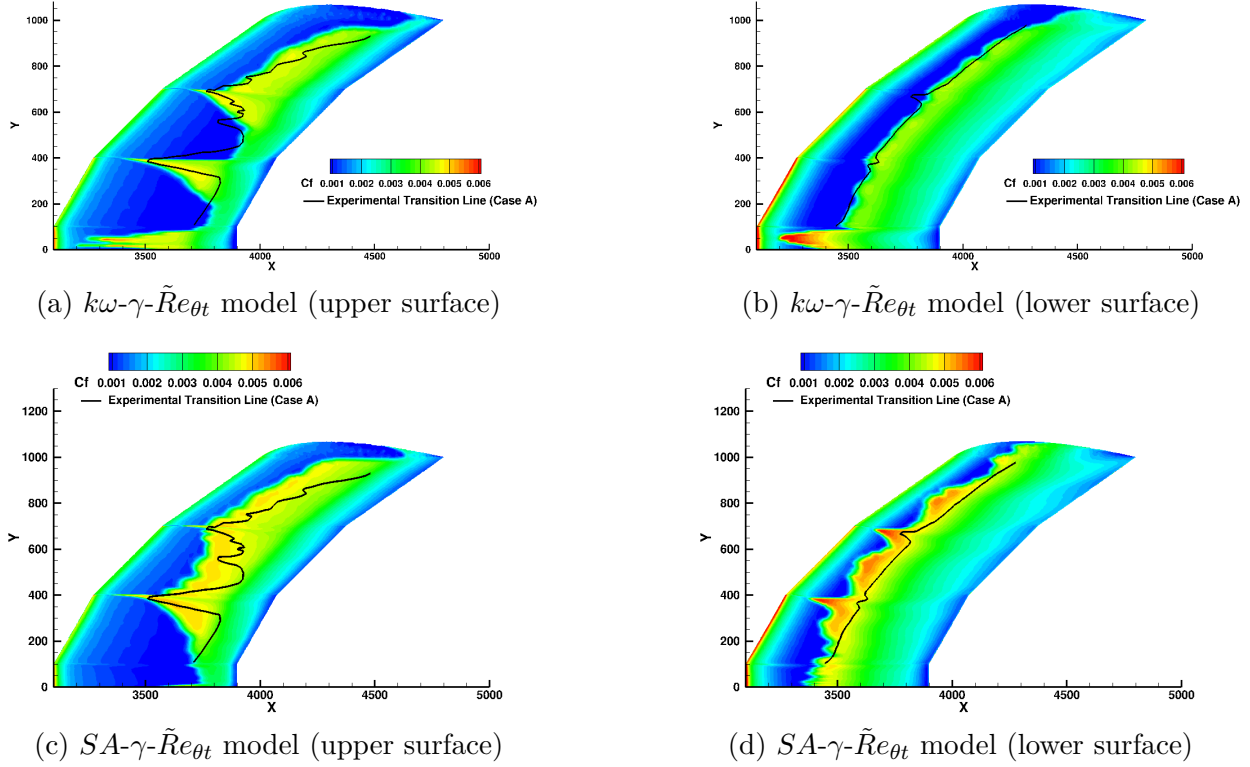 1000
800
600
400
200
0
Y
3500 4000 4500 5000
X
Cf 0.001 0.002 0.003 0.004 0.005 0.006
Experimental Transition Line (Case A)
(a) kω-γ-R̃e_θt model (upper surface)
1000
800
600
400
200
0
Y
3500 4000 4500 5000
X
Cf 0.001 0.002 0.003 0.004 0.005 0.006
Experimental Transition Line (Case A)
(b) kω-γ-R̃e_θt model (lower surface)
Cf 0.001 0.002 0.003 0.004 0.005 0.006
Experimental Transition Line (Case A)
1200
1000
800
600
400
200
0
Y
3500 4000 4500 5000
X
(c) SA-γ-R̃e_θt model (upper surface)
Cf 0.001 0.002 0.003 0.004 0.005 0.006
Experimental Transition Line (Case A)
1200
1000
800
600
400
200
0
Y
3500 4000 4500 5000
X
(d) SA-γ-R̃e_θt model (lower surface)